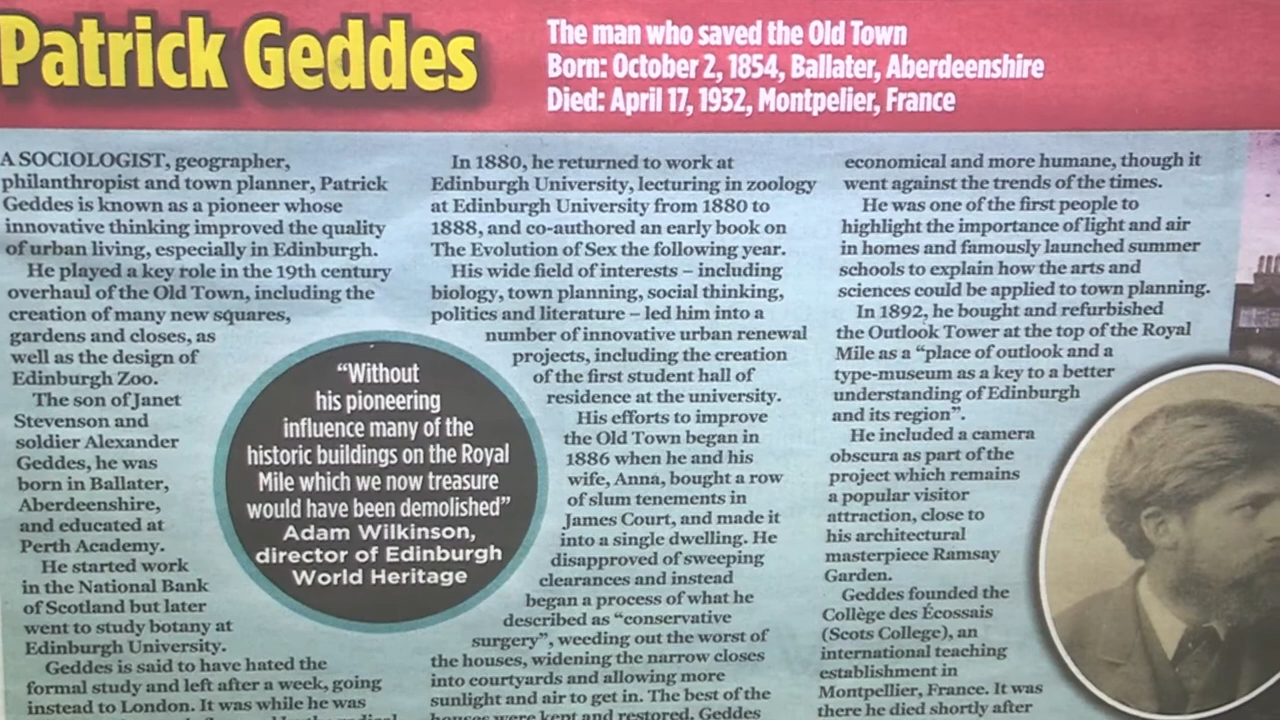 Patrick Geddes
The man who saved the Old Town
Born: October 2, 1854, Ballater, Aberdeenshire
Died: April 17, 1932, Montpelier, France
A SOCIOLOGIST, geographer,
philanthropist and town planner, Patrick
Geddes is known as a pioneer whose
innovative thinking improved the quality
of urban living, especially in Edinburgh.
He played a key role in the 19th century
overhaul of the Old Town, including the
creation of many new squares,
gardens and closes, as
well as the design of
Edinburgh Zoo.
The son of Janet
Stevenson and
soldier Alexander
Geddes, he was
born in Ballater,
Aberdeenshire,
and educated at
Perth Academy.
He started work
in the National Bank
of Scotland but later
went to study botany at
Edinburgh University.
Geddes is said to have hated the
formal study and left after a week, going
instead to London. It was while he was
“Without
his pioneering
influence many of the
historic buildings on the Royal
Mile which we now treasure
would have been demolished”
Adam Wilkinson,
director of Edinburgh
World Heritage
In 1880, he returned to work at
Edinburgh University, lecturing in zoology
at Edinburgh University from 1880 to
1888, and co-authored an early book on
The Evolution of Sex the following year.
His wide field of interests – including
biology, town planning, social thinking,
politics and literature – led him into a
number of innovative urban renewal
projects, including the creation
of the first student hall of
residence at the university.
His efforts to improve
the Old Town began in
1886 when he and his
wife, Anna, bought a row
of slum tenements in
James Court, and made it
into a single dwelling. He
disapproved of sweeping
clearances and instead
began a process of what he
described as “conservative
surgery”, weeding out the worst of
the houses, widening the narrow closes
into courtyards and allowing more
sunlight and air to get in. The best of the
houses were kept and restored. Geddes
economical and more humane, though it
went against the trends of the times.
He was one of the first people to
highlight the importance of light and air
in homes and famously launched summer
schools to explain how the arts and
sciences could be applied to town planning.
In 1892, he bought and refurbished
the Outlook Tower at the top of the Royal
Mile as a “place of outlook and a
type-museum as a key to a better
understanding of Edinburgh
and its region”.
He included a camera
obscura as part of the
project which remains
a popular visitor
attraction, close to
his architectural
masterpiece Ramsay
Garden.
Geddes founded the
Collège des Écossais
(Scots College), an
international teaching
establishment in
Montpellier, France. It was
there he died shortly after